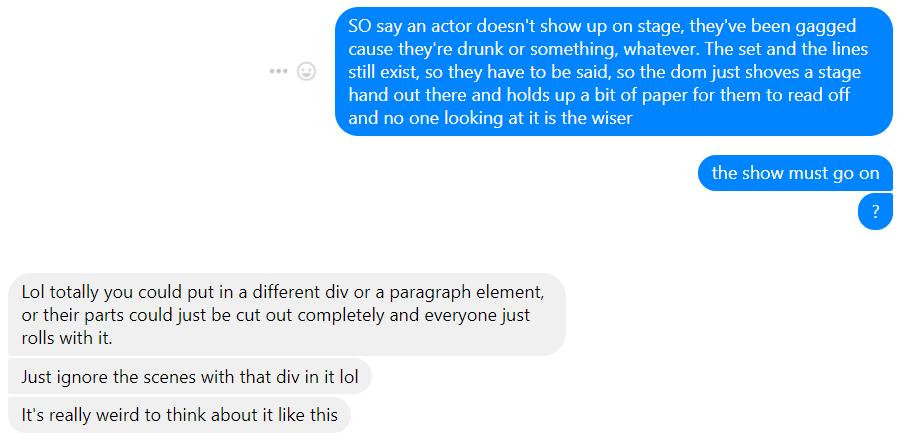 SO say an actor doesn't show up on stage, they've been gagged
cause they're drunk or something, whatever. The set and the lines
still exist, so they have to be said, so the dom just shoves a stage
hand out there and holds up a bit of paper for them to read off
and no one looking at it is the wiser
the show must go on
?
Lol totally you could put in a different div or a paragraph element,
or their parts could just be cut out completely and everyone just
rolls with it.
Just ignore the scenes with that div in it lol
It's really weird to think about it like this